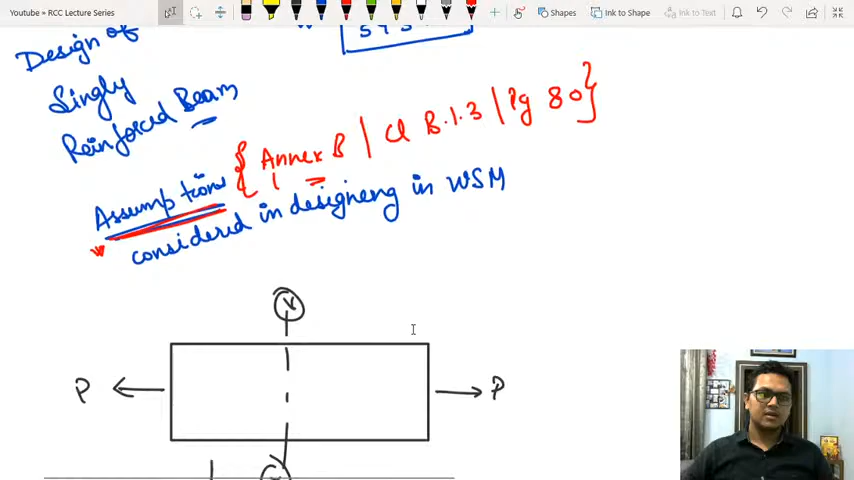 Youtube » RCC Lecture Series
Shapes
Ink to Shape
Ink to Text
Design of
Singly
Reinforced Beam
Assumptions { Annex B | Cl B.1.3 | Pg 80 }
considered in designeng in WSM
P
P